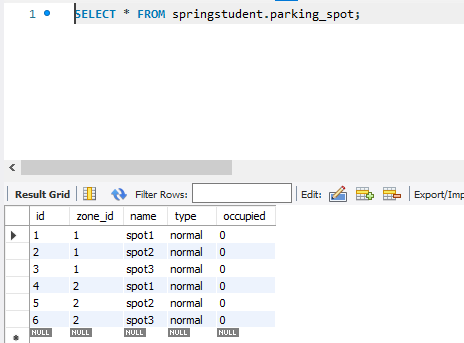 1 SELECT * FROM springstudent.parking_spot;
Result Grid Filter Rows: Edit: Export/Imp
id zone_id name type occupied
1 1 spot1 normal 0
2 1 spot2 normal 0
3 1 spot3 normal 0
4 2 spot1 normal 0
5 2 spot2 normal 0
6 2 spot3 normal 0
NULL NULL NULL NULL NULL